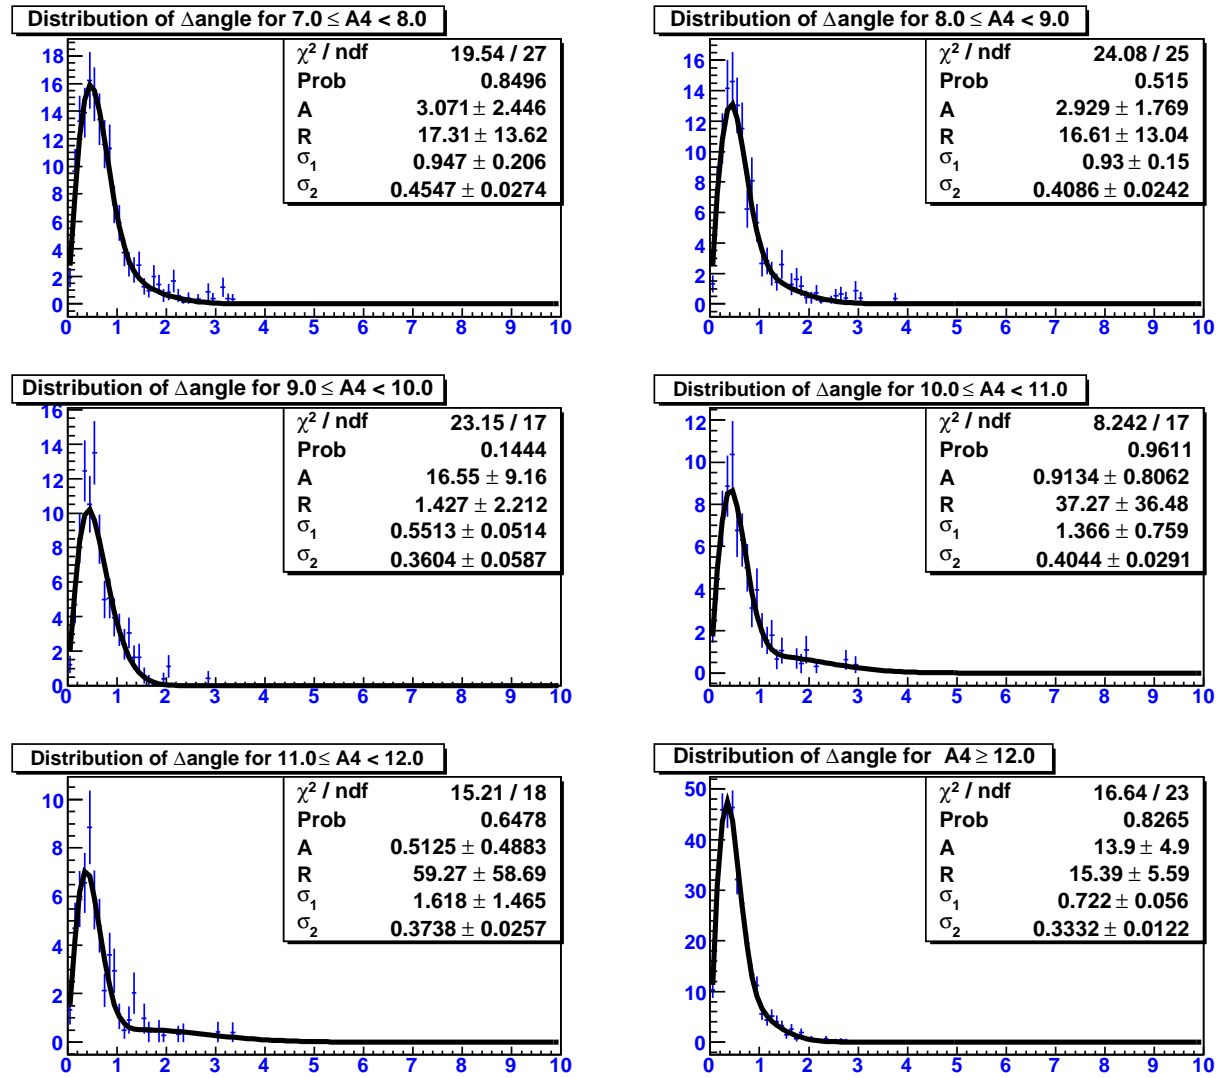 Distribution of Δangle for 7.0 ≤ A4 < 8.0
χ² / ndf 19.54 / 27
Prob 0.8496
A 3.071 ± 2.446
R 17.31 ± 13.62
σ₁ 0.947 ± 0.206
σ₂ 0.4547 ± 0.0274
18
16
14
12
10
8
6
4
2
0
0 1 2 3 4 5 6 7 8 9 10
Distribution of Δangle for 8.0 ≤ A4 < 9.0
χ² / ndf 24.08 / 25
Prob 0.515
A 2.929 ± 1.769
R 16.61 ± 13.04
σ₁ 0.93 ± 0.15
σ₂ 0.4086 ± 0.0242
16
14
12
10
8
6
4
2
0
0 1 2 3 4 5 6 7 8 9 10
Distribution of Δangle for 9.0 ≤ A4 < 10.0
χ² / ndf 23.15 / 17
Prob 0.1444
A 16.55 ± 9.16
R 1.427 ± 2.212
σ₁ 0.5513 ± 0.0514
σ₂ 0.3604 ± 0.0587
16
14
12
10
8
6
4
2
0
0 1 2 3 4 5 6 7 8 9 10
Distribution of Δangle for 10.0 ≤ A4 < 11.0
χ² / ndf 8.242 / 17
Prob 0.9611
A 0.9134 ± 0.8062
R 37.27 ± 36.48
σ₁ 1.366 ± 0.759
σ₂ 0.4044 ± 0.0291
12
10
8
6
4
2
0
0 1 2 3 4 5 6 7 8 9 10
Distribution of Δangle for 11.0 ≤ A4 < 12.0
χ² / ndf 15.21 / 18
Prob 0.6478
A 0.5125 ± 0.4883
R 59.27 ± 58.69
σ₁ 1.618 ± 1.465
σ₂ 0.3738 ± 0.0257
10
8
6
4
2
0
0 1 2 3 4 5 6 7 8 9 10
Distribution of Δangle for A4 ≥ 12.0
χ² / ndf 16.64 / 23
Prob 0.8265
A 13.9 ± 4.9
R 15.39 ± 5.59
σ₁ 0.722 ± 0.056
σ₂ 0.3332 ± 0.0122
50
40
30
20
10
0
0 1 2 3 4 5 6 7 8 9 10